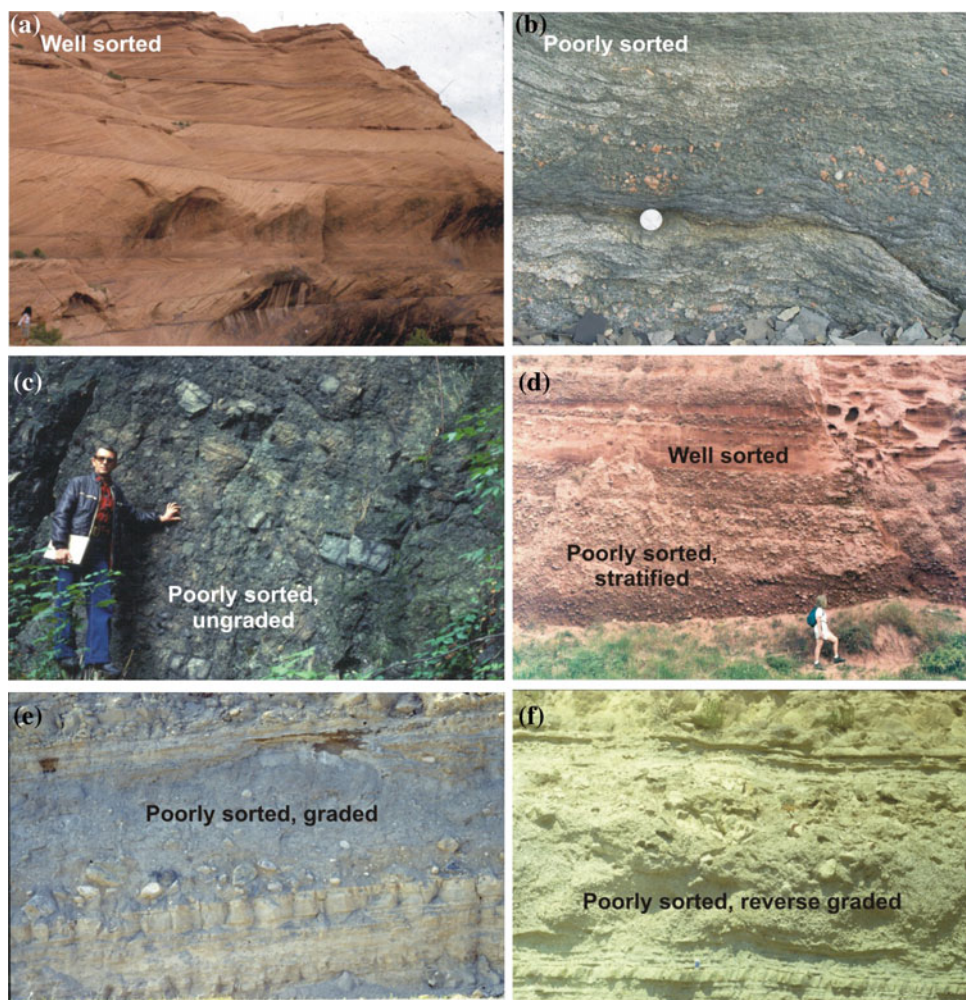 (a)
Well sorted
(b)
Poorly sorted
(c)
Poorly sorted,
ungraded
(d)
Well sorted
Poorly sorted,
stratified
(e)
Poorly sorted, graded
(f)
Poorly sorted, reverse graded